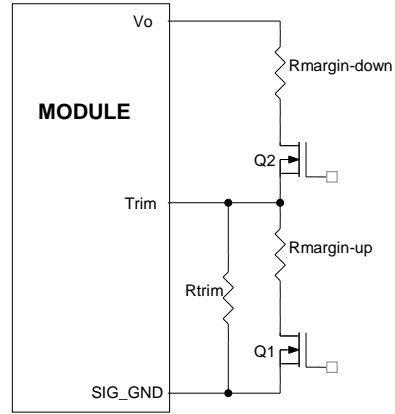 Vo
Rmargin-down
MODULE
Q2
Trim
Rmargin-up
Rtrim
Q1
SIG_GND